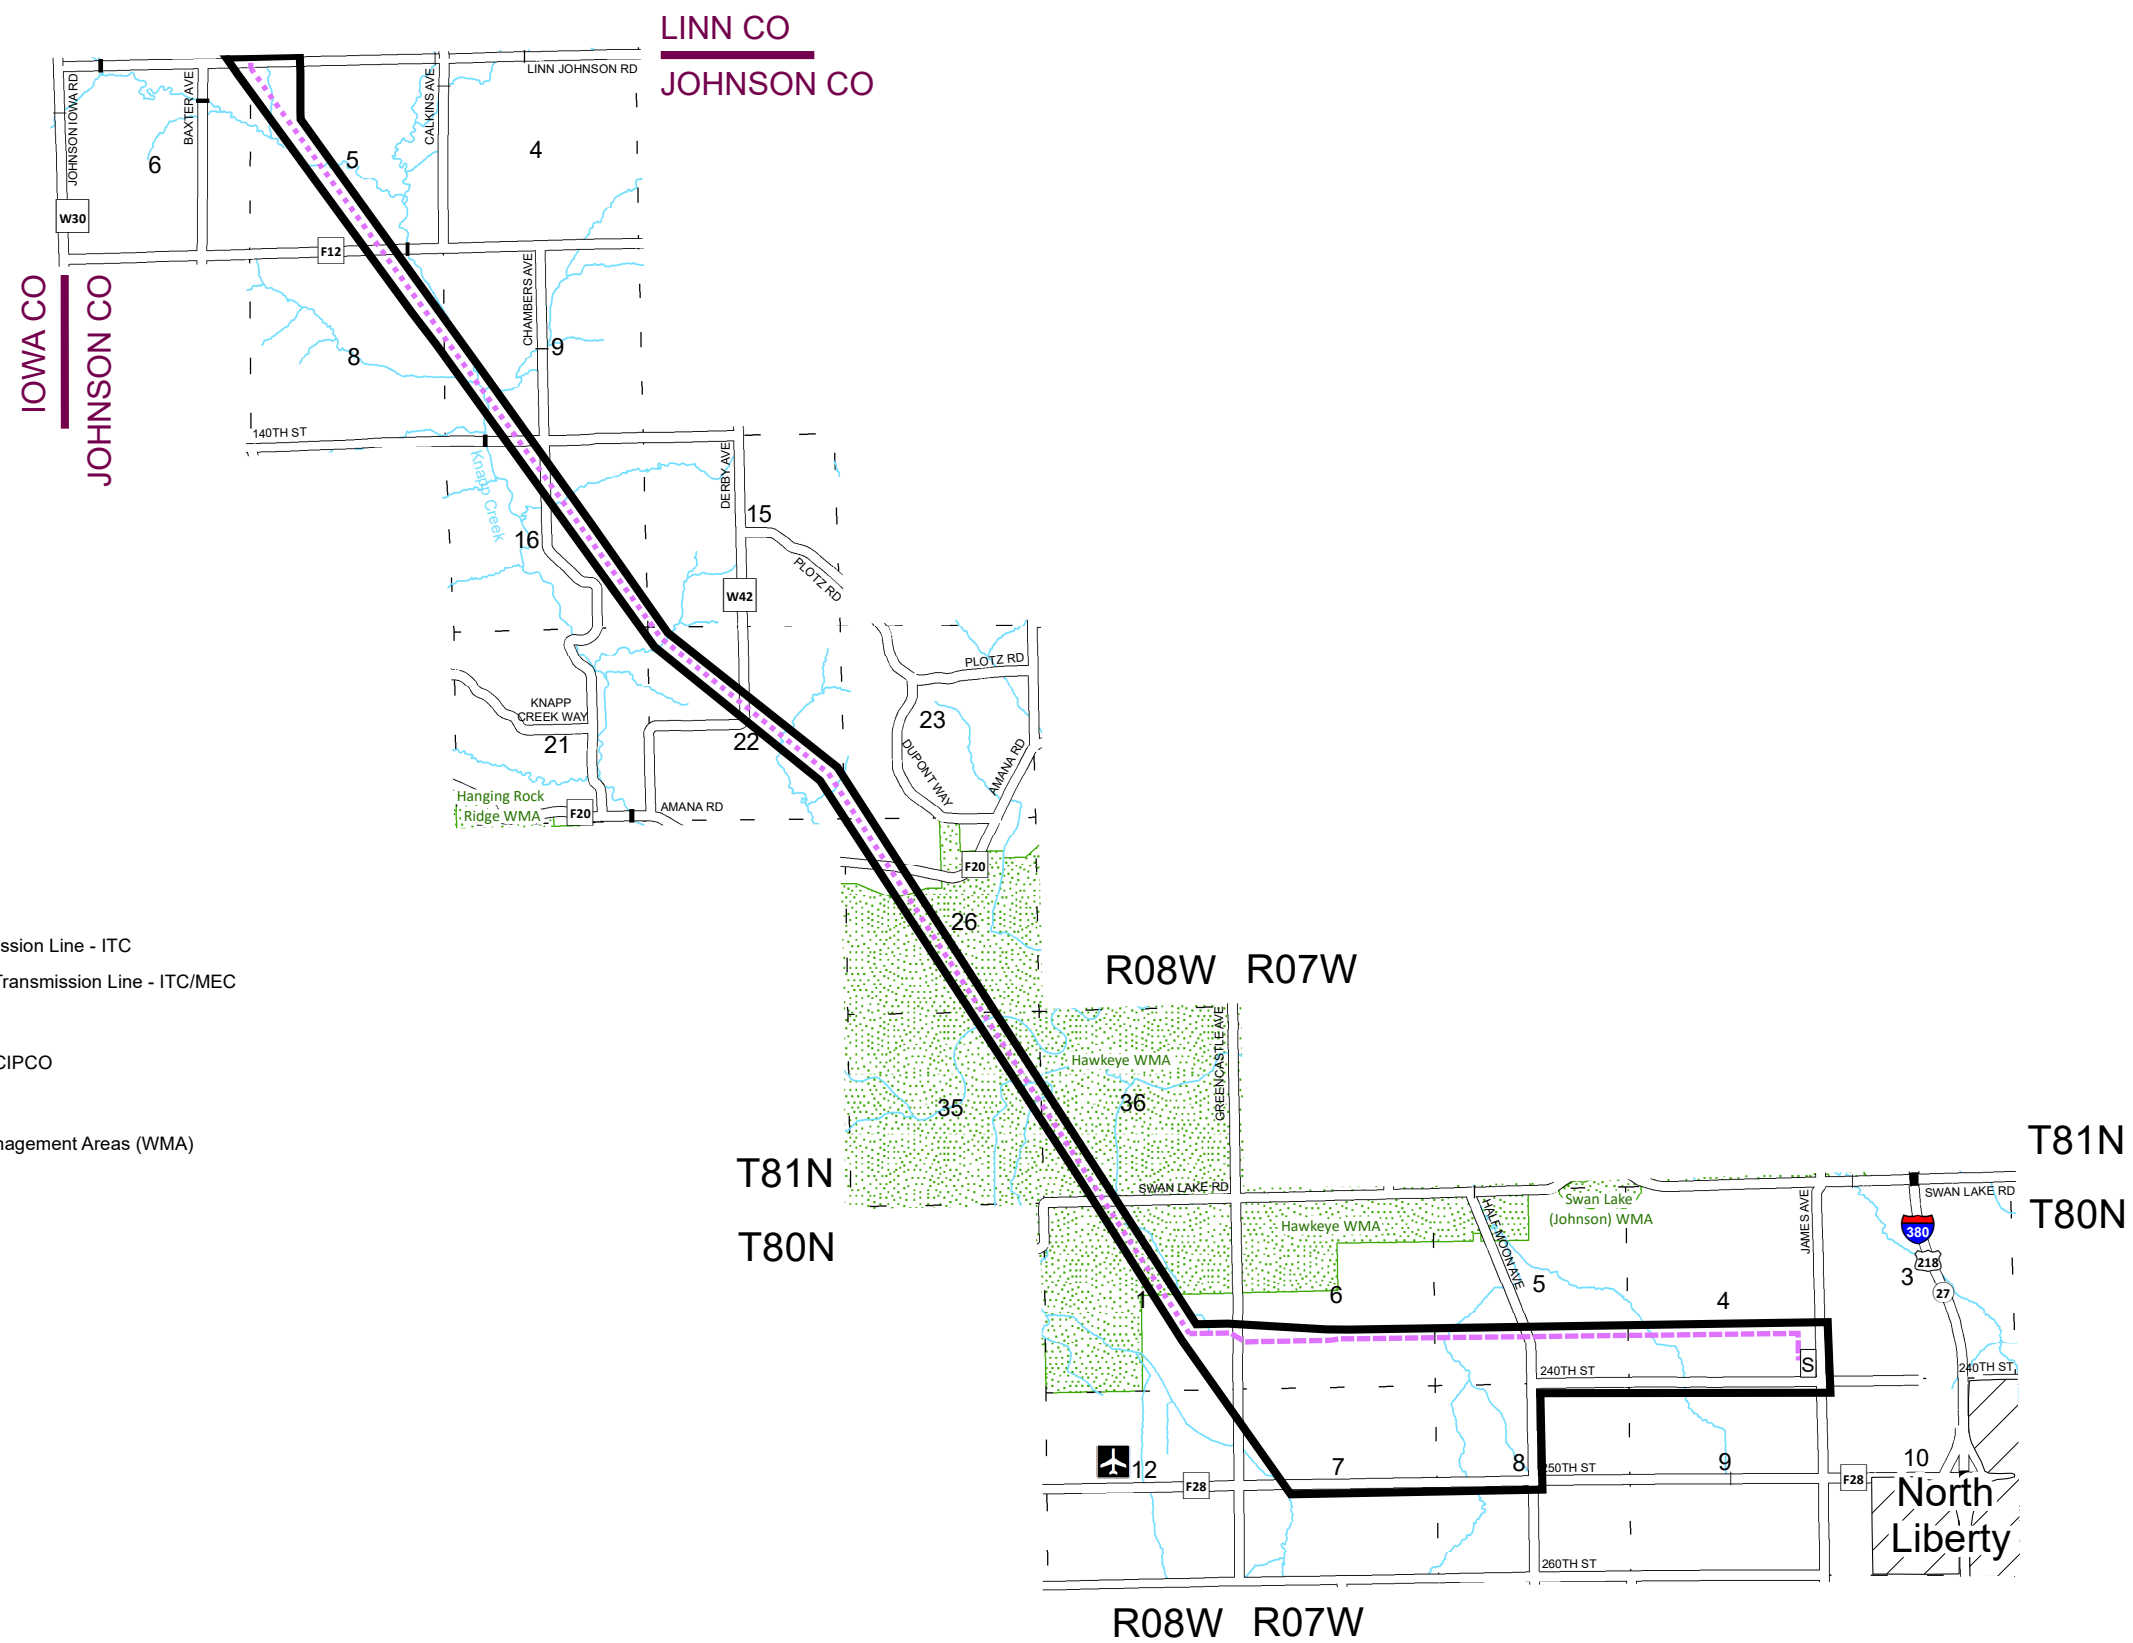 LINN CO
JOHNSON CO
LINN JOHNSON RD
JOHNSON IOWA RD
BAXTER AVE
CALKINS AVE
6
5
4
W30
F12
IOWA CO
JOHNSON CO
CHAMBERS AVE
8
9
140TH ST
Knapp Creek
DERBY AVE
15
16
PLOTZ RD
W42
PLOTZ RD
KNAPP
CREEK WAY
21
22
23
DUPONT WAY
AMANA RD
Hanging Rock
Ridge WMA
F20
AMANA RD
F20
26
ssion Line - ITC
Transmission Line - ITC/MEC
CIPCO
nagement Areas (WMA)
R08W R07W
GREENCASTLE AVE
Hawkeye WMA
35
36
T81N
T80N
T81N
T80N
SWAN LAKE RD
SWAN LAKE RD
Hawkeye WMA
Swan Lake
(Johnson) WMA
HALF MOON AVE
JAMES AVE
380
218
27
1
6
5
4
3
S
240TH ST
240TH ST
12
F28
7
8
250TH ST
9
F28
10
North
Liberty
260TH ST
R08W R07W